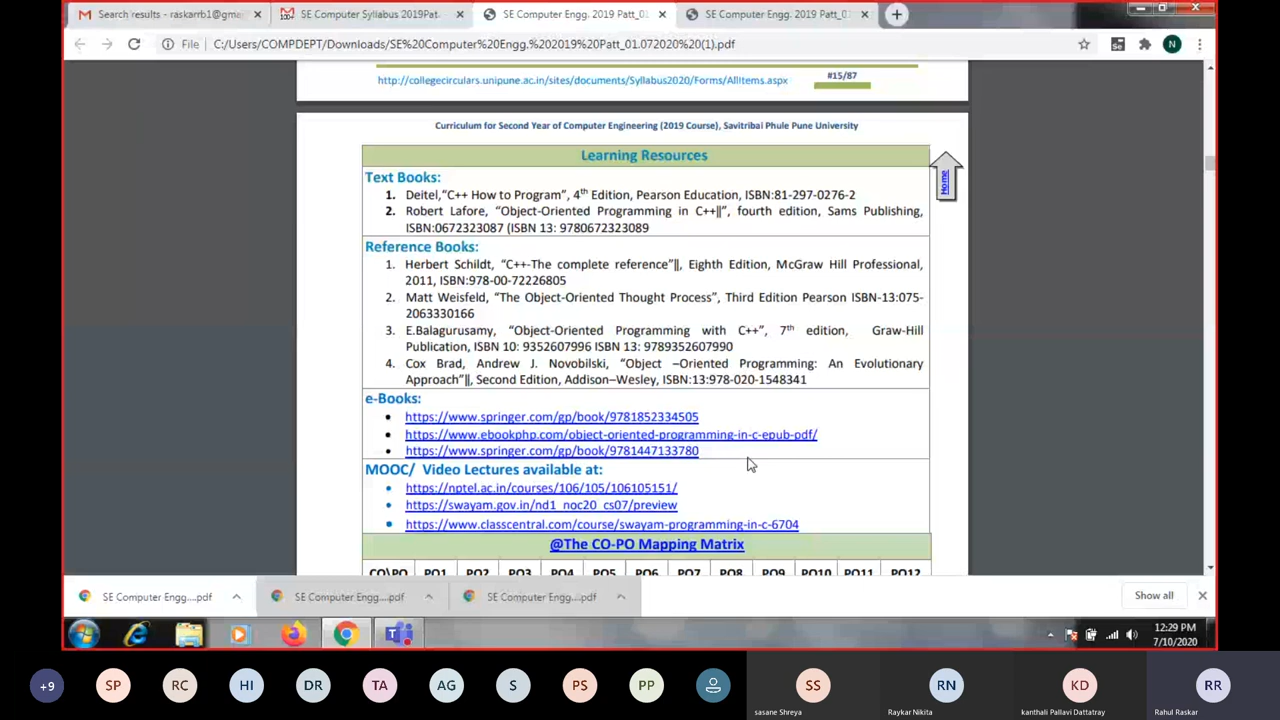 Search results - raskarrb1@gma
SE Computer Syllabus 2019Pat
SE Computer Engg. 2019 Patt_01.
SE Computer Engg. 2019 Patt_07.
File
C:/Users/COMPDEPT/Downloads/SE%20Computer%20Engg.%202019%20Patt_01.072020%20(1).pdf
Se
N
http://collegecirculars.unipune.ac.in/sites/documents/Syllabus2020/Forms/AllItems.aspx
#15/87
Curriculum for Second Year of Computer Engineering (2019 Course), Savitribai Phule Pune University
Learning Resources
Home
Text Books:
1. Deitel,"C++ How to Program", 4th Edition, Pearson Education, ISBN:81-297-0276-2
2. Robert Lafore, "Object-Oriented Programming in C++‖", fourth edition, Sams Publishing,
ISBN:0672323087 (ISBN 13: 9780672323089
Reference Books:
1. Herbert Schildt, "C++-The complete reference"‖, Eighth Edition, McGraw Hill Professional,
2011, ISBN:978-00-72226805
2. Matt Weisfeld, "The Object-Oriented Thought Process", Third Edition Pearson ISBN-13:075-
2063330166
3. E.Balagurusamy, "Object-Oriented Programming with C++", 7th edition, Graw-Hill
Publication, ISBN 10: 9352607996 ISBN 13: 9789352607990
4. Cox Brad, Andrew J. Novobilski, "Object –Oriented Programming: An Evolutionary
Approach"‖, Second Edition, Addison–Wesley, ISBN:13:978-020-1548341
e-Books:
• https://www.springer.com/gp/book/9781852334505
• https://www.ebookphp.com/object-oriented-programming-in-c-epub-pdf/
• https://www.springer.com/gp/book/9781447133780
MOOC/ Video Lectures available at:
• https://nptel.ac.in/courses/106/105/106105151/
• https://swayam.gov.in/nd1_noc20_cs07/preview
• https://www.classcentral.com/course/swayam-programming-in-c-6704
@The CO-PO Mapping Matrix
CO\PO PO1 PO2 PO3 PO4 PO5 PO6 PO7 PO8 PO9 PO10 PO11 PO12
SE Computer Engg....pdf
SE Computer Engg....pdf
SE Computer Engg....pdf
Show all
12:29 PM
7/10/2020
+9
SP
RC
HI
DR
TA
AG
S
PS
PP
SS
RN
KD
RR
sasane Shreya
Raykar Nikita
kanthali Pallavi Dattatray
Rahul Raskar